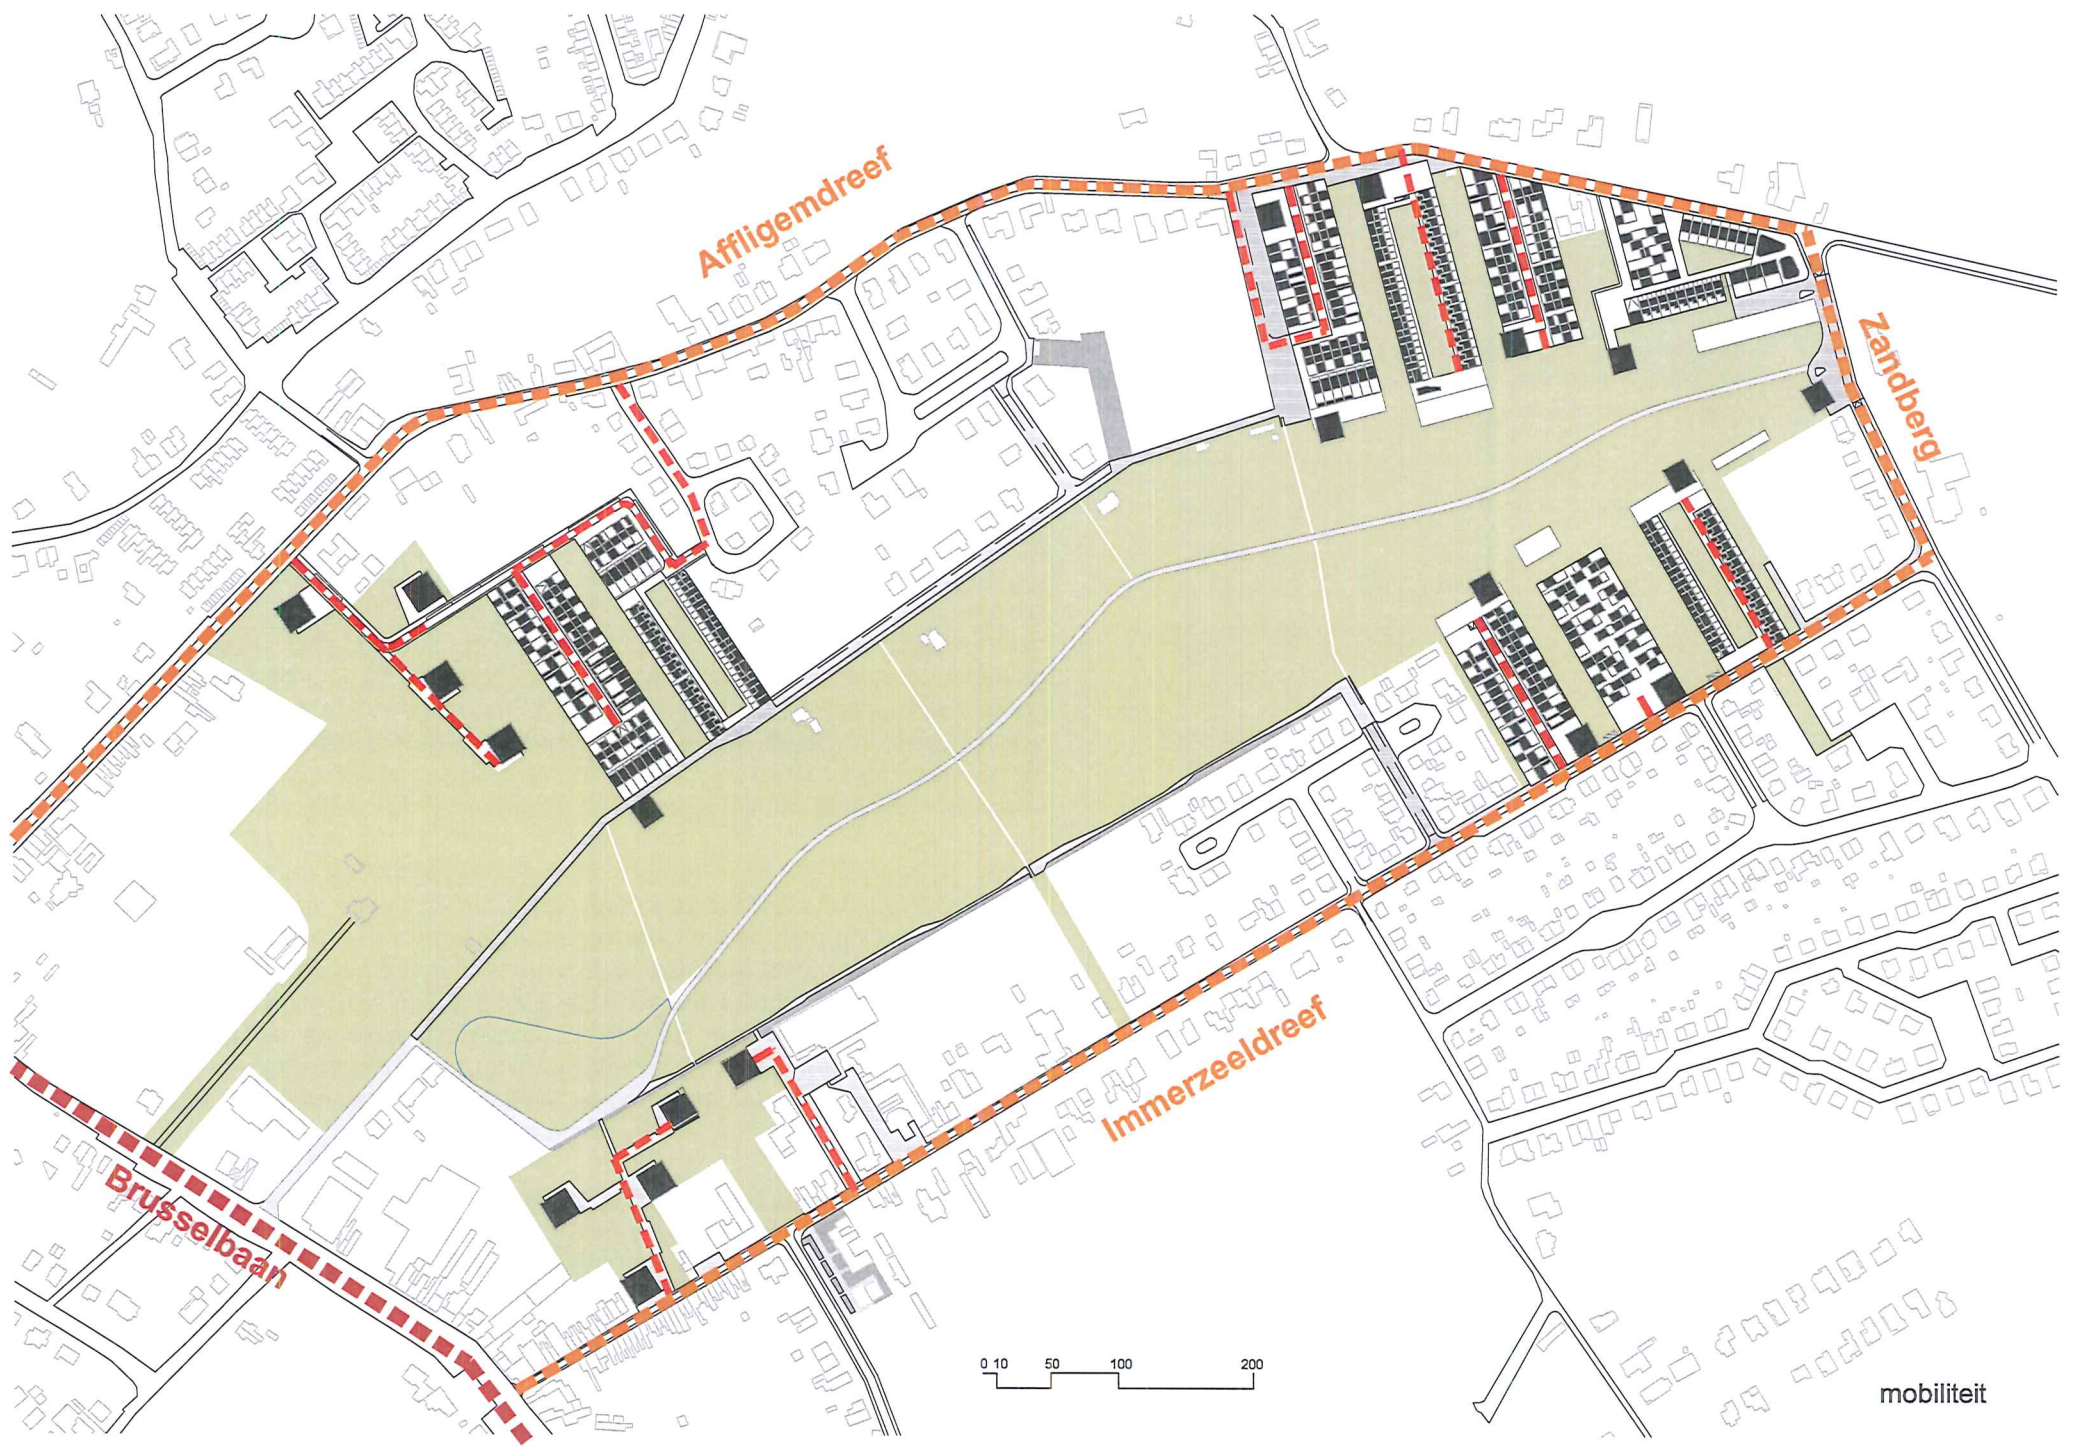 Affligemdreef
Zandberg
Immerzeeldreef
Brusselbaan
0 10 50 100 200
mobiliteit